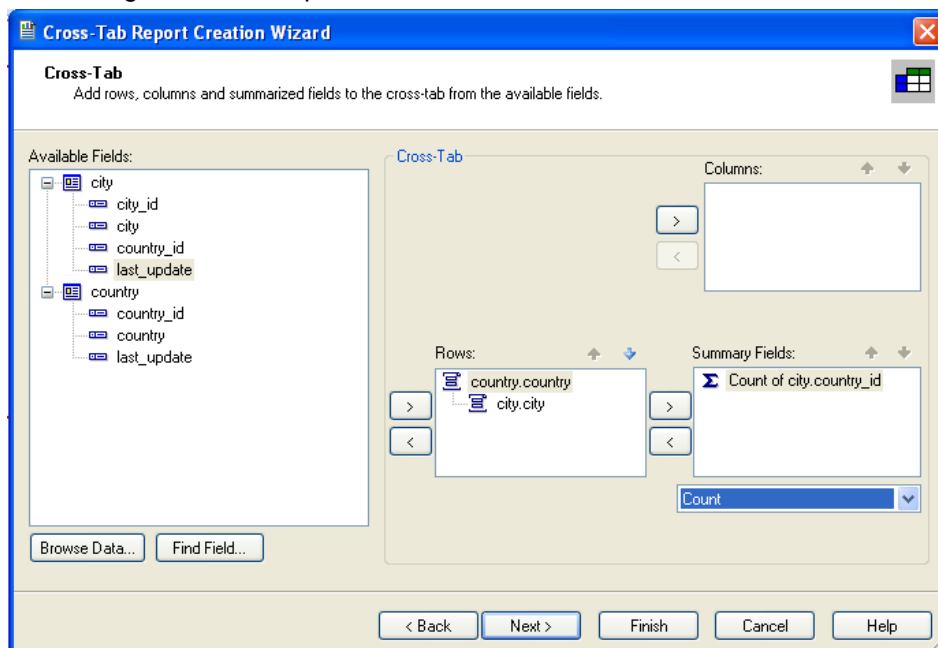 Cross-Tab Report Creation Wizard
Cross-Tab
Add rows, columns and summarized fields to the cross-tab from the available fields.
Available Fields:
city
city_id
city
country_id
last_update
country
country_id
country
last_update
Browse Data...
Find Field...
Cross-Tab
Columns:
>
<
Rows:
country.country
city.city
>
<
Summary Fields:
Σ Count of city.country_id
>
<
Count
< Back
Next >
Finish
Cancel
Help